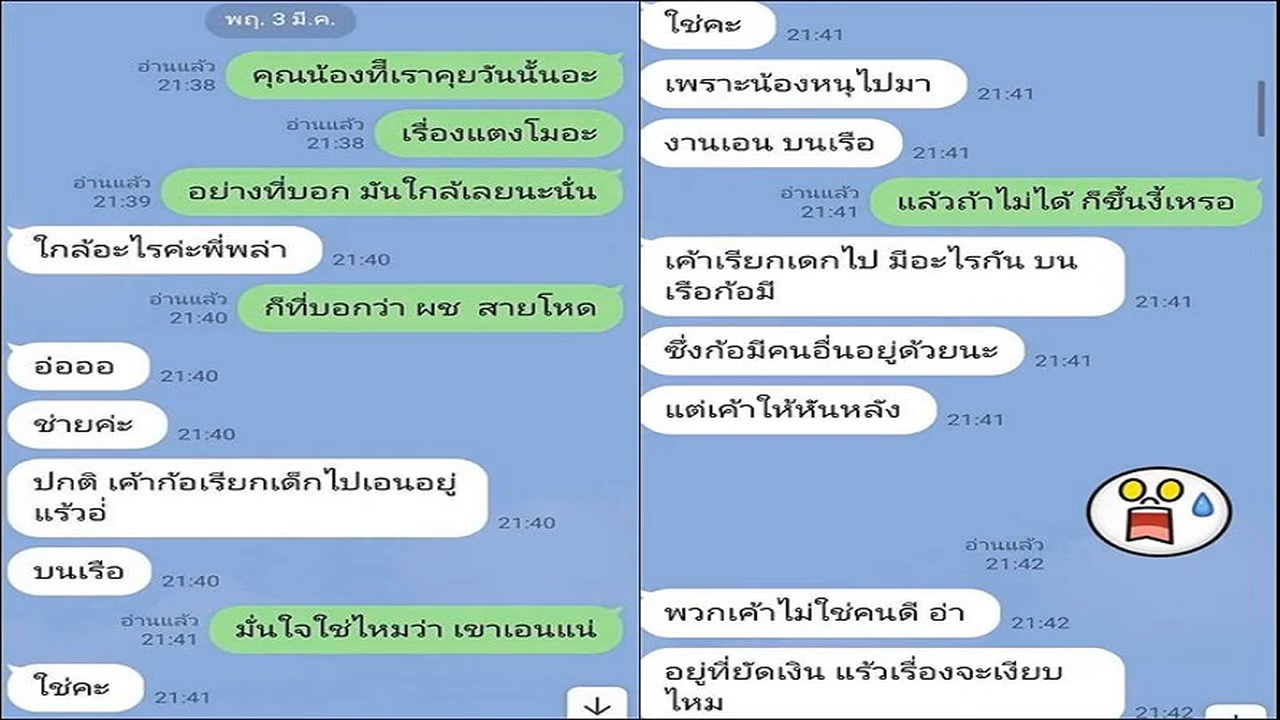 พฤ. 3 มี.ค.
คุณน้องที่เราคุยวันนั้นอะ
อ่านแล้ว
21:38
เรื่องแตงโมอะ
อ่านแล้ว
21:38
อย่างที่บอก มันใกล้เลยนะนั่น
อ่านแล้ว
21:39
ใกล้อะไรค่ะพี่พล่า
21:40
ก็ที่บอกว่า ผช สายโหด
อ่านแล้ว
21:40
อ่อออ
21:40
ช่ายค่ะ
21:40
ปกติ เค้าก้อเรียกเด็กไปเอนอยู่
แร้วอ่
21:40
บนเรือ
21:40
มั่นใจใช่ไหมว่า เขาเอนแน่
อ่านแล้ว
21:41
ใช่คะ
21:41
ใช่คะ
21:41
เพราะน้องหนุไปมา
21:41
งานเอน บนเรือ
21:41
แล้วถ้าไม่ได้ ก็ขึ้นงี้เหรอ
อ่านแล้ว
21:41
เค้าเรียกเดกไป มีอะไรกัน บน
เรือก้อมี
21:41
ซึ่งก้อมีคนอื่นอยู่ด้วยนะ
21:41
แต่เค้าให้หันหลัง
21:41
อ่านแล้ว
21:42
พวกเค้าไม่ใช่คนดี อ่า
21:42
อยู่ที่ยัดเงิน แร้วเรื่องจะเงียบ
ไหม
21:42